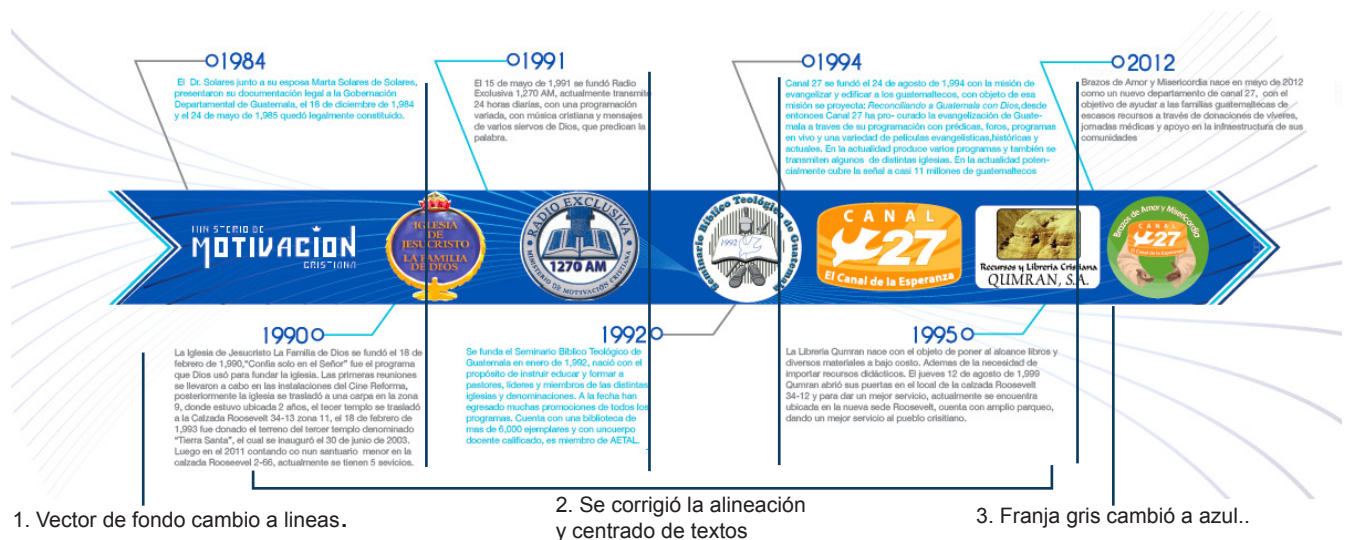 1984
El Dr. Solares junto a su esposa Marta Solares de Solares,
presentaron su documentación legal a la Gobernación
Departamental de Guatemala, el 18 de diciembre de 1,984
y el 24 de mayo de 1,985 quedó legalmente constituido.
1991
El 15 de mayo de 1,991 se fundó Radio
Exclusiva 1,270 AM, actualmente transmite
24 horas diarias, con una programación
variada, con música cristiana y mensajes
de varios siervos de Dios, que predican la
palabra.
1994
Canal 27 se fundó el 24 de agosto de 1,994 con la misión de
evangelizar y edificar a los guatemaltecos, con objeto de esa
misión se proyecta: Reconciliando a Guatemala con Dios,desde
entonces Canal 27 ha pro- curado la evangelización de Guate-
mala a traves de su programación con prédicas, foros, programas
en vivo y una variedad de películas evangelísticas,históricas y
actuales. En la actualidad produce varios programas y también se
transmiten algunos de distintas iglesias. En la actualidad poten-
cialmente cubre la señal a casi 11 millones de guatemaltecos
2012
Brazos de Amor y Misericordia nace en mayo de 2012
como un nuevo departamento de canal 27, con el
objetivo de ayudar a las familias guatemaltecas de
escasos recursos a través de donaciones de víveres,
jornadas médicas y apoyo en la infraestructura de sus
comunidades
MINISTERIO DE
MOTIVACION
CRISTIANA
IGLESIA
DE
JESUCRISTO
LA FAMILIA
DE DIOS
RADIO EXCLUSIVA
1270 AM
MINISTERIO DE MOTIVACIÓN CRISTIANA
Seminario Bíblico Teológico de Guatemala
1992
CANAL
27
El Canal de la Esperanza
Recursos y Libreria Cristiana
QUMRAN, S.A.
Brazos de Amor y Misericordia
CANAL
27
El Canal de la Esperanza
1990
La Iglesia de Jesucristo La Familia de Dios se fundó el 18 de
febrero de 1,990,"Confia solo en el Señor" fue el programa
que Dios usó para fundar la iglesia. Las primeras reuniones
se llevaron a cabo en las instalaciones del Cine Reforma,
posteriormente la iglesia se trasladó a una carpa en la zona
9, donde estuvo ubicada 2 años, el tecer templo se trasladó
a la Calzada Roosevelt 34-13 zona 11, el 18 de febrero de
1,993 fue donado el terreno del tercer templo denominado
"Tierra Santa", el cual se inauguró el 30 de junio de 2003.
Luego en el 2011 contando co nun santuario menor en la
calzada Rooseevel 2-66, actualmente se tienen 5 sevicios.
1992
Se funda el Seminario Bíblico Teológico de
Guatemala en enero de 1,992, nació con el
propósito de instruir educar y formar a
pastores, líderes y miembros de las distintas
iglesias y denominaciones. A la fecha han
egresado muchas promociones de todos los
programas. Cuenta con una biblioteca de
mas de 6,000 ejemplares y con uncuerpo
docente calificado, es miembro de AETAL.
1995
La Librería Qumran nace con el objeto de poner al alcance libros y
diversos materiales a bajo costo. Ademas de la necesidad de
importar recursos didácticos. El jueves 12 de agosto de 1,999
Qumran abrió sus puertas en el local de la calzada Roosevelt
34-12 y para dar un mejor servicio, actualmente se encuentra
ubicada en la nueva sede Roosevelt, cuenta con amplio parqueo,
dando un mejor servicio al pueblo crisitiano.
1. Vector de fondo cambio a lineas.
2. Se corrigió la alineación
y centrado de textos
3. Franja gris cambió a azul..